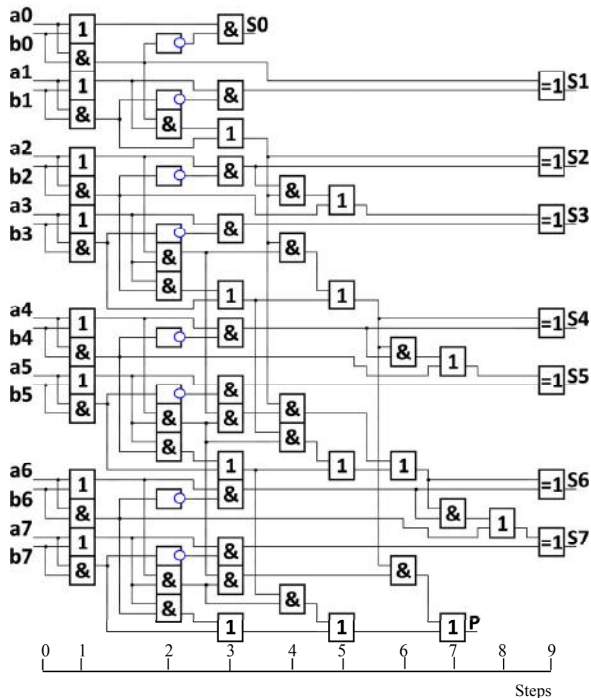 a0
1 & S0
b0
&
a1
1 =1 S1
b1 &
& &
1
a2
1 =1 S2
b2 &
& &
1
a3
1 =1 S3
b3 &
& &
&
&
1 1
a4
1 =1 S4
b4 &
& &
1
a5
1 =1 S5
b5 &
& & & &
& &
1 1 1
a6
1 =1 S6
b6 &
& &
1
a7
1 =1 S7
b7 &
& & & &
& &
1 1 1 P
0 1 2 3 4 5 6 7 8 9
Steps